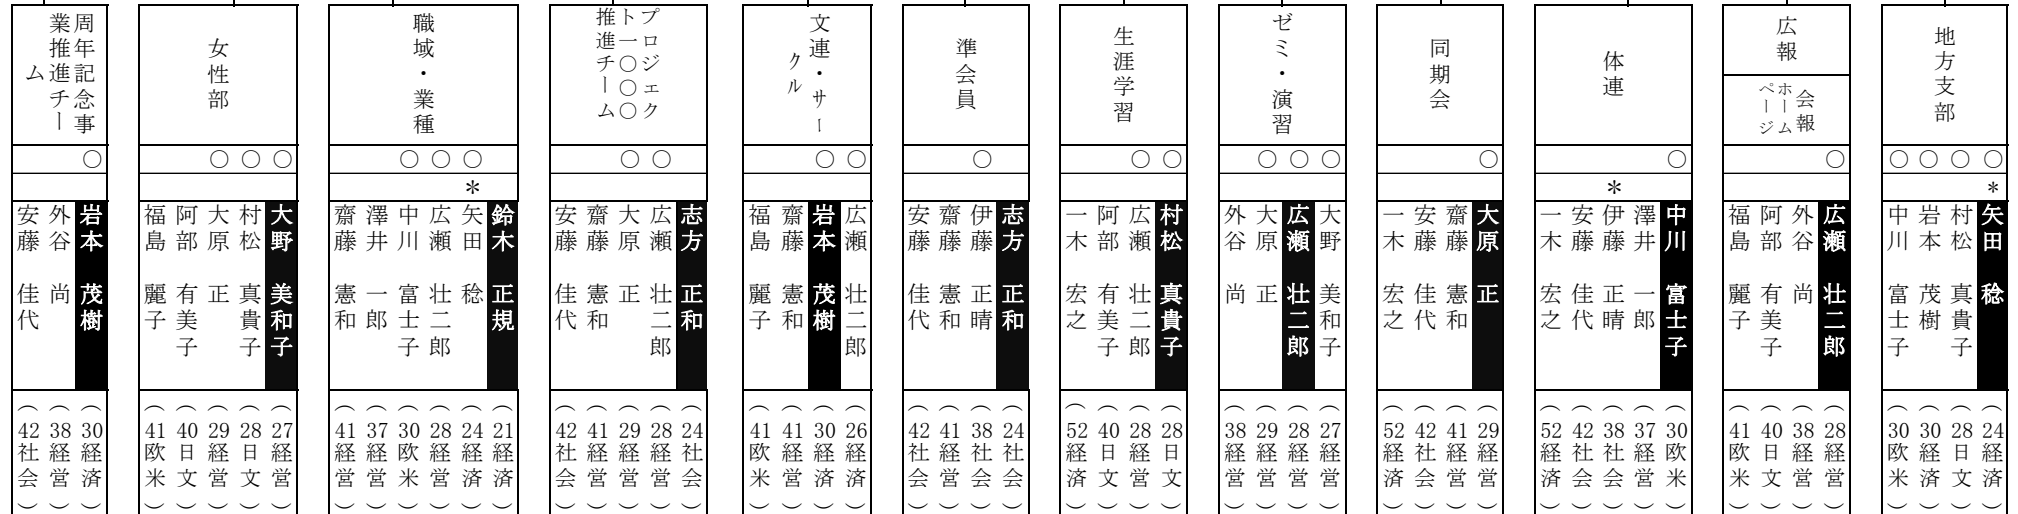 地方支部
○＊矢田　稔（24経済）
○村松　真貴子（28日文）
○岩本　茂樹（30経済）
○中川　富士子（30欧米）
広報
会報
ホーム
ページ
○広瀬　壮二郎（28経営）
外谷　尚（38経営）
阿部　有美子（40日文）
福島　麗子（41欧米）
体連
○中川　富士子（30欧米）
澤井　一郎（37経営）
＊伊藤　正晴（38社会）
安藤　佳代（42社会）
一木　宏之（52経済）
同期会
○大原　正（29経営）
齋藤　憲和（41経営）
安藤　佳代（42社会）
一木　宏之（52経済）
ゼミ・演習
○大野　美和子（27経営）
○広瀬　壮二郎（28経営）
○大原　正（29経営）
外谷　尚（38経営）
生涯学習
○村松　真貴子（28日文）
○広瀬　壮二郎（28経営）
阿部　有美子（40日文）
一木　宏之（52経済）
準会員
志方　正和（24社会）
○伊藤　正晴（38社会）
齋藤　憲和（41経営）
安藤　佳代（42社会）
文連・サー
クル
○広瀬　壮二郎（26経済）
○岩本　茂樹（30経済）
齋藤　憲和（41経営）
福島　麗子（41欧米）
プロジェク
ト一〇〇〇
推進チーム
志方　正和（24社会）
○広瀬　壮二郎（28経営）
○大原　正（29経営）
齋藤　憲和（41経営）
安藤　佳代（42社会）
職域・業種
鈴木　正規（21経済）
○＊矢田　稔（24経済）
○広瀬　壮二郎（28経営）
○中川　富士子（30欧米）
澤井　一郎（37経営）
齋藤　憲和（41経営）
女性部
○大野　美和子（27経営）
○村松　真貴子（28日文）
○大原　正（29経営）
阿部　有美子（40日文）
福島　麗子（41欧米）
周年記念事
業推進チー
ム
○岩本　茂樹（30経済）
外谷　尚（38経営）
安藤　佳代（42社会）